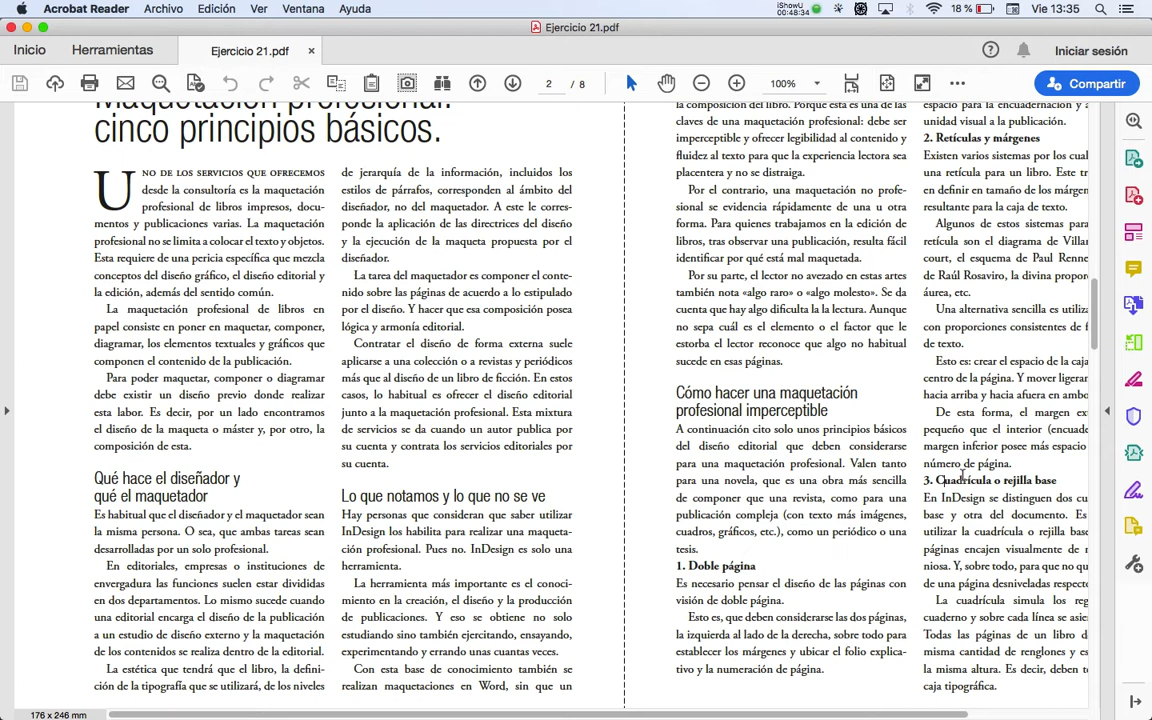 Acrobat Reader Archivo Edición Ver Ventana Ayuda
iShowU
00:48:34
18 %
Vie 13:35
Ejercicio 21.pdf
Inicio
Herramientas
Ejercicio 21.pdf ×
Iniciar sesión
2 / 8
100%
Compartir
Maquetación profesional:
cinco principios básicos.
UNO DE LOS SERVICIOS QUE OFRECEMOS
desde la consultoría es la maquetación
profesional de libros impresos, docu-
mentos y publicaciones varias. La maquetación
profesional no se limita a colocar el texto y objetos.
Esta requiere de una pericia específica que mezcla
conceptos del diseño gráfico, el diseño editorial y
la edición, además del sentido común.
La maquetación profesional de libros en
papel consiste en poner en maquetar, componer,
diagramar, los elementos textuales y gráficos que
componen el contenido de la publicación.
Para poder maquetar, componer o diagramar
debe existir un diseño previo donde realizar
esta labor. Es decir, por un lado encontramos
el diseño de la maqueta o máster y, por otro, la
composición de esta.
Qué hace el diseñador y
qué el maquetador
Es habitual que el diseñador y el maquetador sean
la misma persona. O sea, que ambas tareas sean
desarrolladas por un solo profesional.
En editoriales, empresas o instituciones de
envergadura las funciones suelen estar divididas
en dos departamentos. Lo mismo sucede cuando
una editorial encarga el diseño de la publicación
a un estudio de diseño externo y la maquetación
de los contenidos se realiza dentro de la editorial.
La estética que tendrá que el libro, la defini-
ción de la tipografía que se utilizará, de los niveles
de jerarquía de la información, incluidos los
estilos de párrafos, corresponden al ámbito del
diseñador, no del maquetador. A este le corres-
ponde la aplicación de las directrices del diseño
y la ejecución de la maqueta propuesta por el
diseñador.
La tarea del maquetador es componer el conte-
nido sobre las páginas de acuerdo a lo estipulado
por el diseño. Y hacer que esa composición posea
lógica y armonía editorial.
Contratar el diseño de forma externa suele
aplicarse a una colección o a revistas y periódicos
más que al diseño de un libro de ficción. En estos
casos, lo habitual es ofrecer el diseño editorial
junto a la maquetación profesional. Esta mixtura
de servicios se da cuando un autor publica por
su cuenta y contrata los servicios editoriales por
su cuenta.
Lo que notamos y lo que no se ve
Hay personas que consideran que saber utilizar
InDesign los habilita para realizar una maqueta-
ción profesional. Pues no. InDesign es solo una
herramienta.
La herramienta más importante es el conoci-
miento en la creación, el diseño y la producción
de publicaciones. Y eso se obtiene no solo
estudiando sino también ejercitando, ensayando,
experimentando y errando unas cuantas veces.
Con esta base de conocimiento también se
realizan maquetaciones en Word, sin que un
la composición del libro. Porque esta es una de las
claves de una maquetación profesional: debe ser
imperceptible y ofrecer legibilidad al contenido y
fluidez al texto para que la experiencia lectora sea
placentera y no se distraiga.
Por el contrario, una maquetación no profe-
sional se evidencia rápidamente de una u otra
forma. Para quienes trabajamos en la edición de
libros, tras observar una publicación, resulta fácil
identificar por qué está mal maquetada.
Por su parte, el lector no avezado en estas artes
también nota «algo raro» o «algo molesto». Se da
cuenta que hay algo dificulta la la lectura. Aunque
no sepa cuál es el elemento o el factor que le
estorba el lector reconoce que algo no habitual
sucede en esas páginas.
Cómo hacer una maquetación
profesional imperceptible
A continuación cito solo unos principios básicos
del diseño editorial que deben considerarse
para una maquetación profesional. Valen tanto
para una novela, que es una obra más sencilla
de componer que una revista, como para una
publicación compleja (con texto más imágenes,
cuadros, gráficos, etc.), como un periódico o una
tesis.
1. Doble página
Es necesario pensar el diseño de las páginas con
visión de doble página.
Esto es, que deben considerarse las dos páginas,
la izquierda al lado de la derecha, sobre todo para
establecer los márgenes y ubicar el folio explica-
tivo y la numeración de página.
espacio para la encuadernación y a
unidad visual a la publicación.
2. Retículas y márgenes
Existen varios sistemas por los cual
una retícula para un libro. Este tr
en definir en tamaño de los márgen
resultante para la caja de texto.
Algunos de estos sistemas para
retícula son el diagrama de Villar
court, el esquema de Paul Renne
de Raúl Rosaviro, la divina propor
áurea, etc.
Una alternativa sencilla es utiliza
con proporciones consistentes de f
de texto.
Esto es: crear el espacio de la caja
centro de la página. Y mover ligeram
hacia arriba y hacia afuera en ambo
De esta forma, el margen ex
pequeño que el interior (encuade
margen inferior posee más espacio
número de página.
3. Cuadrícula o rejilla base
En InDesign se distinguen dos cu
base y otra del documento. Es
utilizar la cuadrícula o rejilla base
páginas encajen visualmente de m
niosa. Y, sobre todo, para que no qu
de una página desniveladas respecto
La cuadrícula simula los reg
cuaderno y sobre cada línea se asie
Todas las páginas de un libro d
misma cantidad de renglones y es
la misma altura. Es decir, deben t
caja tipográfica.
176 x 246 mm